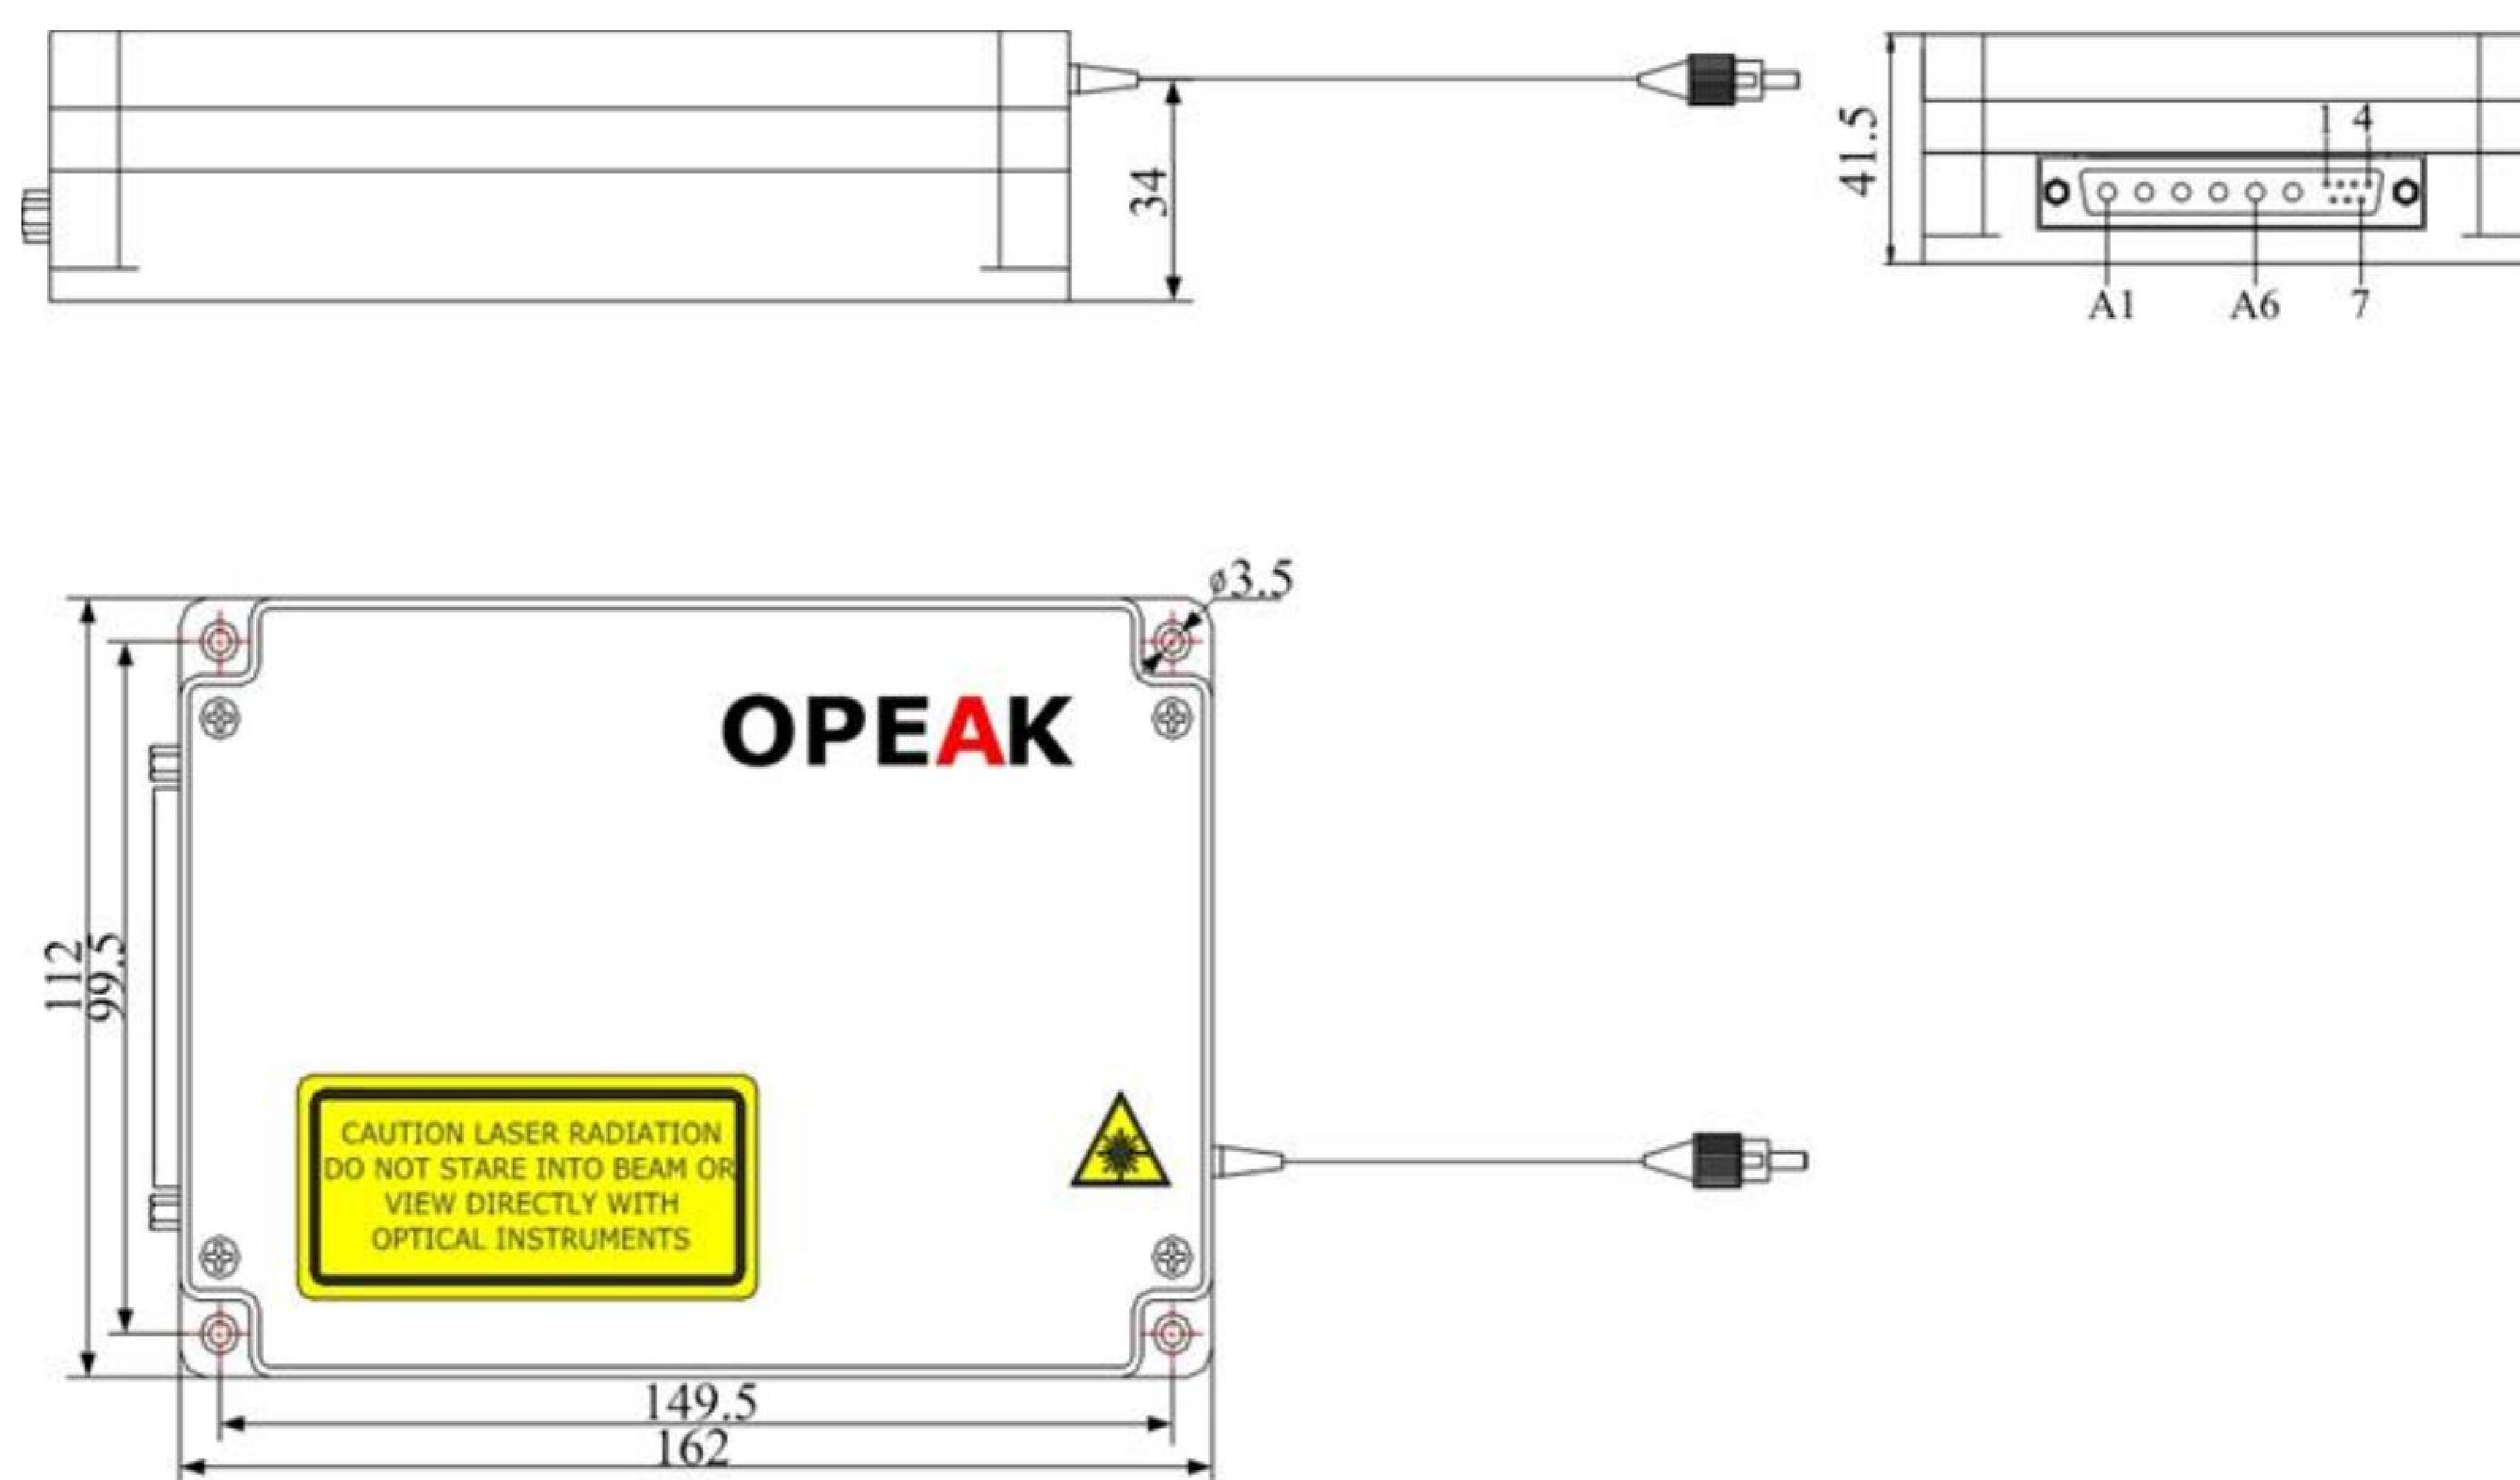 34
41.5
1 4
A1 A6 7
ø3.5
OPEAK
112
99.5
CAUTION LASER RADIATION
DO NOT STARE INTO BEAM OR
VIEW DIRECTLY WITH
OPTICAL INSTRUMENTS
149.5
162